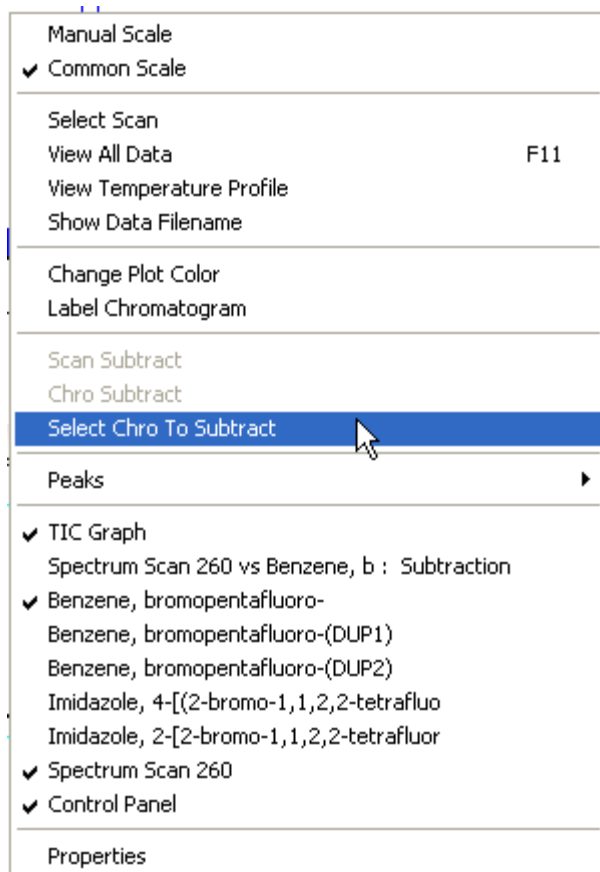 Manual Scale
Common Scale
Select Scan
View All Data F11
View Temperature Profile
Show Data Filename
Change Plot Color
Label Chromatogram
Scan Subtract
Chro Subtract
Select Chro To Subtract
Peaks
TIC Graph
Spectrum Scan 260 vs Benzene, b :  Subtraction
Benzene, bromopentafluoro-
Benzene, bromopentafluoro-(DUP1)
Benzene, bromopentafluoro-(DUP2)
Imidazole, 4-[(2-bromo-1,1,2,2-tetrafluo
Imidazole, 2-[2-bromo-1,1,2,2-tetrafluor
Spectrum Scan 260
Control Panel
Properties